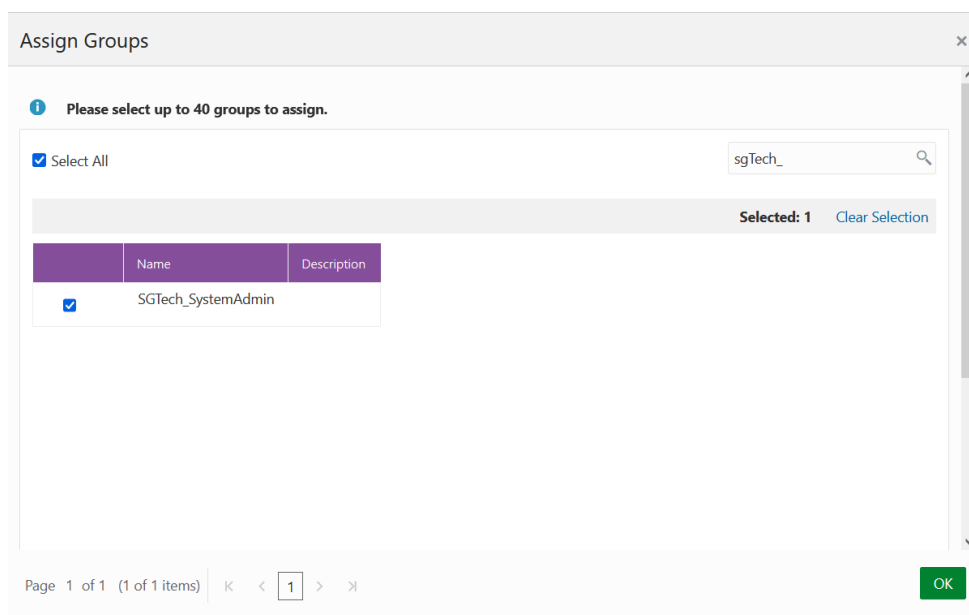 Assign Groups
Please select up to 40 groups to assign.
Select All
sgTech_
Selected: 1 Clear Selection
Name Description
SGTech_SystemAdmin
Page 1 of 1 (1 of 1 items) 1
OK